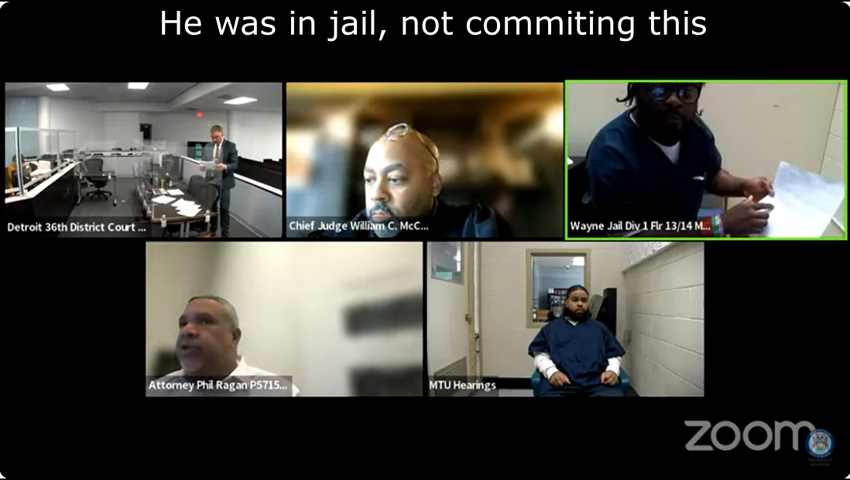 He was in jail, not commiting this
Detroit 36th District Court ...
Chief Judge William C. McC...
Wayne Jail Div 1 Flr 13/14 M...
Attorney Phil Ragan P5715...
MTU Hearings
zoom